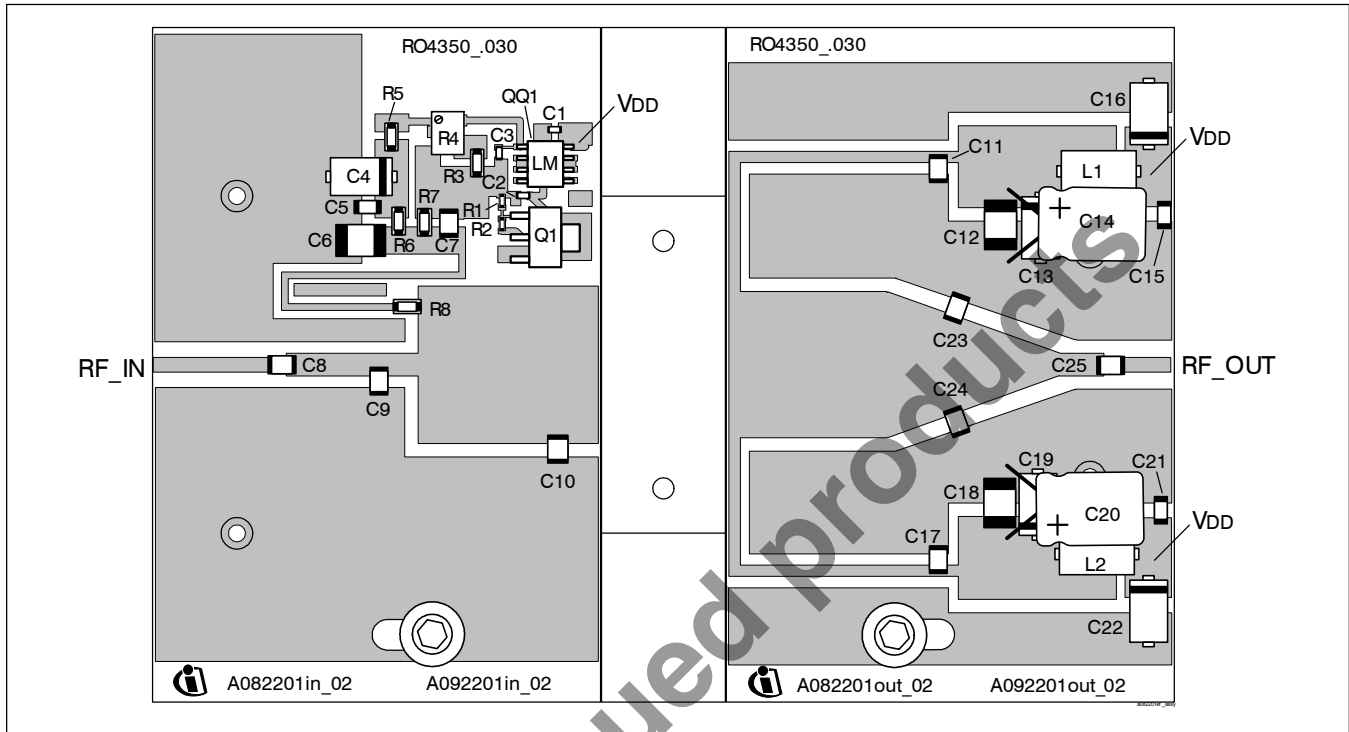 RO4350_.030
RO4350_.030
R5
QQ1
C1
VDD
C16
R4
C3
VDD
C11
LM
L1
R3
C4
C2
C5
R7
R1
C14
C12
R2
Q1
C6
R6
C7
C13
C15
R8
C23
RF_IN
C8
C25
RF_OUT
C9
C24
C10
C19
C21
C18
C20
VDD
C17
L2
C22
A082201in_02
A092201in_02
A082201out_02
A092201out_02
ued products